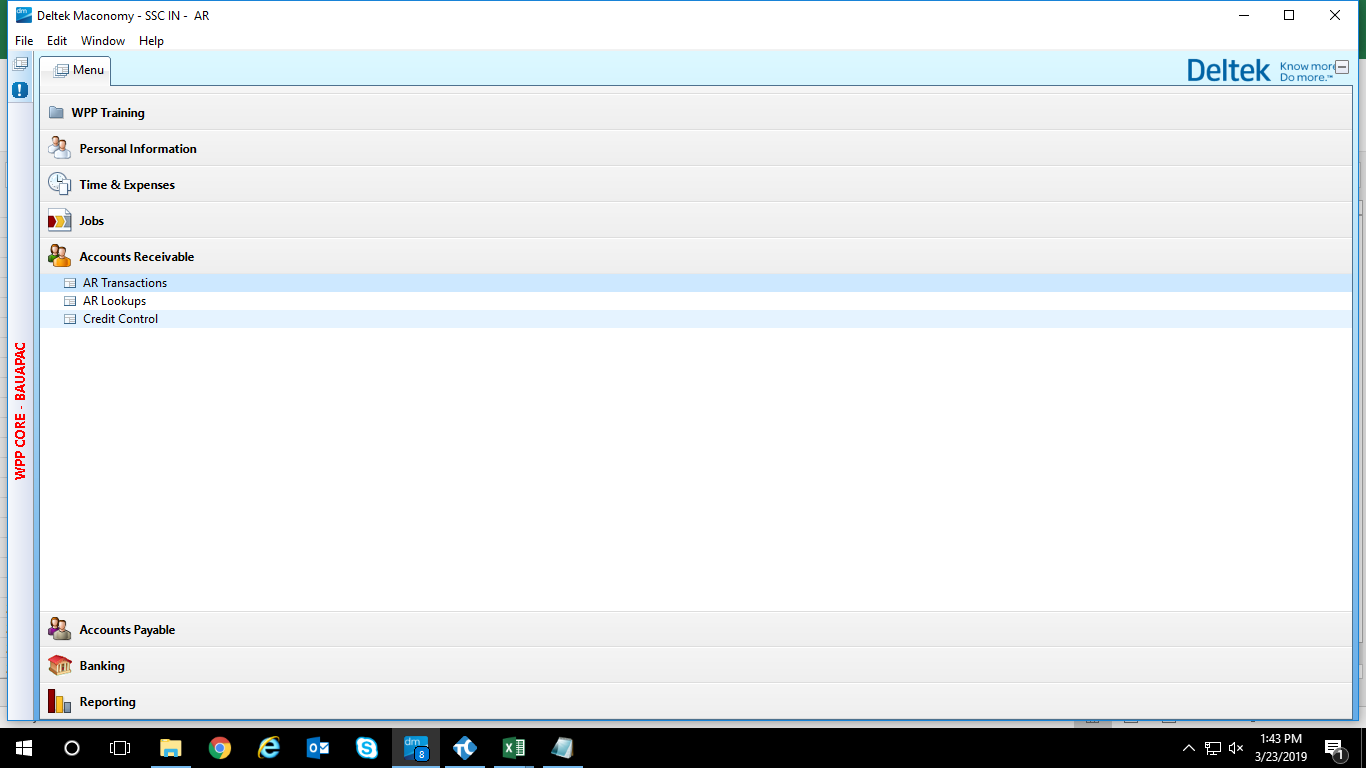 Deltek Maconomy - SSC IN -  AR
File Edit Window Help
Menu
Deltek Know more
Do more.™
WPP Training
Personal Information
Time & Expenses
Jobs
Accounts Receivable
AR Transactions
AR Lookups
Credit Control
WPP CORE - BAUAPAC
Accounts Payable
Banking
Reporting
1:43 PM
3/23/2019
8
1